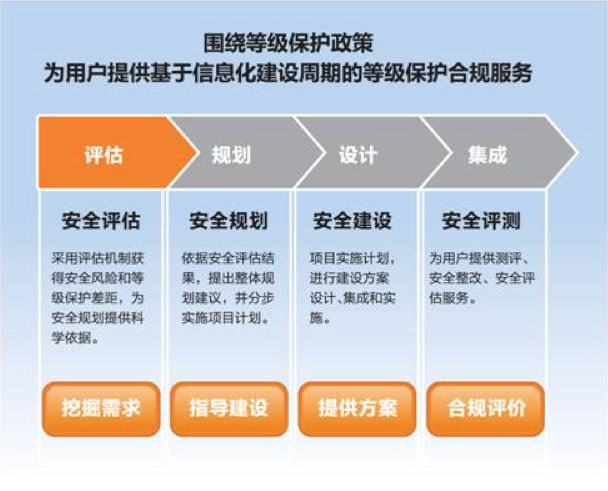 围绕等级保护政策
为用户提供基于信息化建设周期的等级保护合规服务
评估
规划
设计
集成
安全评估
采用评估机制获
得安全风险和等
级保护差距，为
安全规划提供科
学依据。
安全规划
依据安全评估结
果，提出整体规
划建议，并分步
实施项目计划。
安全建设
项目实施计划，
进行建设方案
设计、集成和实
施。
安全评测
为用户提供测评、
安全整改、安全评
估服务。
挖掘需求
指导建设
提供方案
合规评价